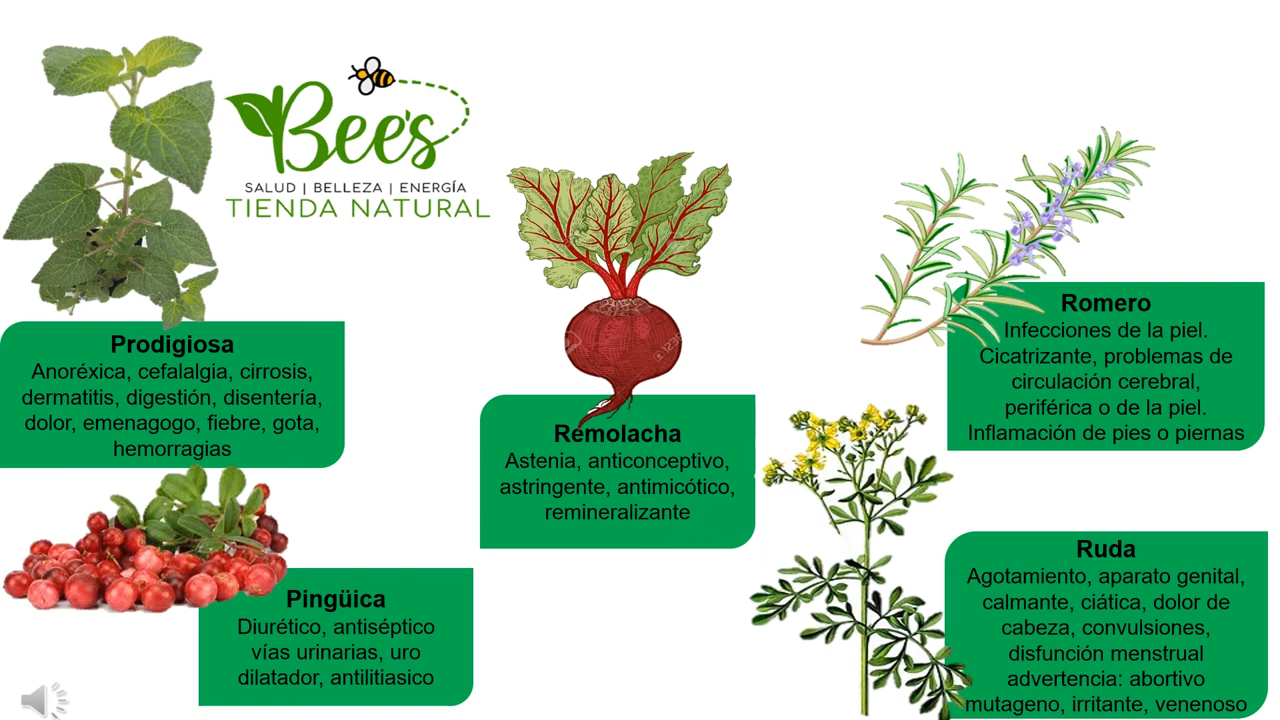 Bee's
SALUD | BELLEZA | ENERGÍA
TIENDA NATURAL
Prodigiosa
Anoréxica, cefalalgia, cirrosis,
dermatitis, digestión, disentería,
dolor, emenagogo, fiebre, gota,
hemorragias
Pingüica
Diurético, antiséptico
vías urinarias, uro
dilatador, antilitiasico
Remolacha
Astenia, anticonceptivo,
astringente, antimicótico,
remineralizante
Romero
Infecciones de la piel.
Cicatrizante, problemas de
circulación cerebral,
periférica o de la piel.
Inflamación de pies o piernas
Ruda
Agotamiento, aparato genital,
calmante, ciática, dolor de
cabeza, convulsiones,
disfunción menstrual
advertencia: abortivo
mutageno, irritante, venenoso